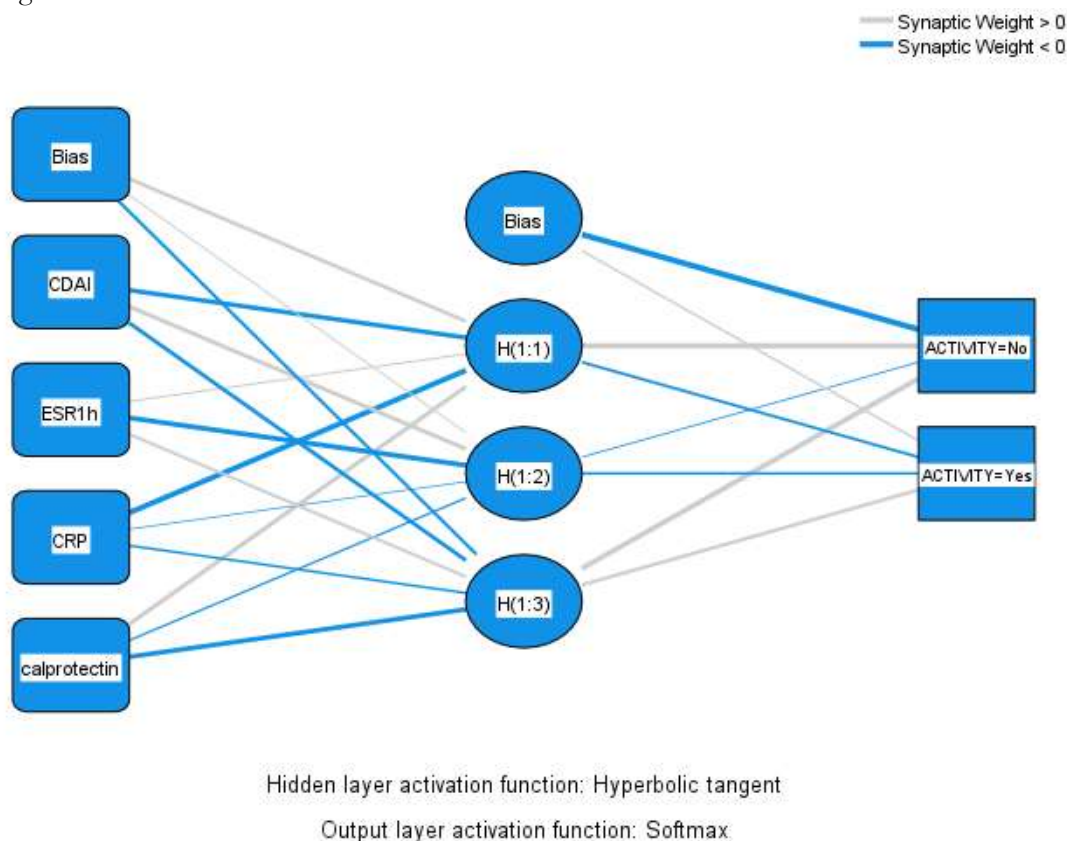 Synaptic Weight > 0
Synaptic Weight < 0
Bias
CDAI
ESR1h
CRP
calprotectin
Bias
H(1:1)
H(1:2)
H(1:3)
ACTIVITY=No
ACTIVITY=Yes
Hidden layer activation function: Hyperbolic tangent
Output layer activation function: Softmax